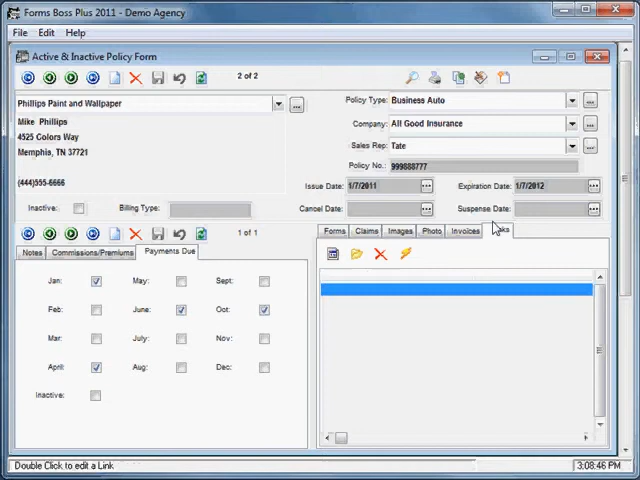 Forms Boss Plus 2011 - Demo Agency
File Edit Help
Active & Inactive Policy Form
2 of 2
Phillips Paint and Wallpaper
Mike Phillips
4525 Colors Way
Memphis, TN 37721
(444)555-6666
Inactive: Billing Type:
Policy Type: Business Auto
Company: All Good Insurance
Sales Rep: Tate
Policy No.: 999888777
Issue Date: 1/7/2011 Expiration Date: 1/7/2012
Cancel Date: Suspense Date:
1 of 1
Notes Commissions/Premiums Payments Due
Jan: May: Sept:
Feb: June: Oct:
Mar: July: Nov:
April: Aug: Dec:
Inactive:
Forms Claims Images Photo Invoices
Double Click to edit a Link
3:08:46 PM